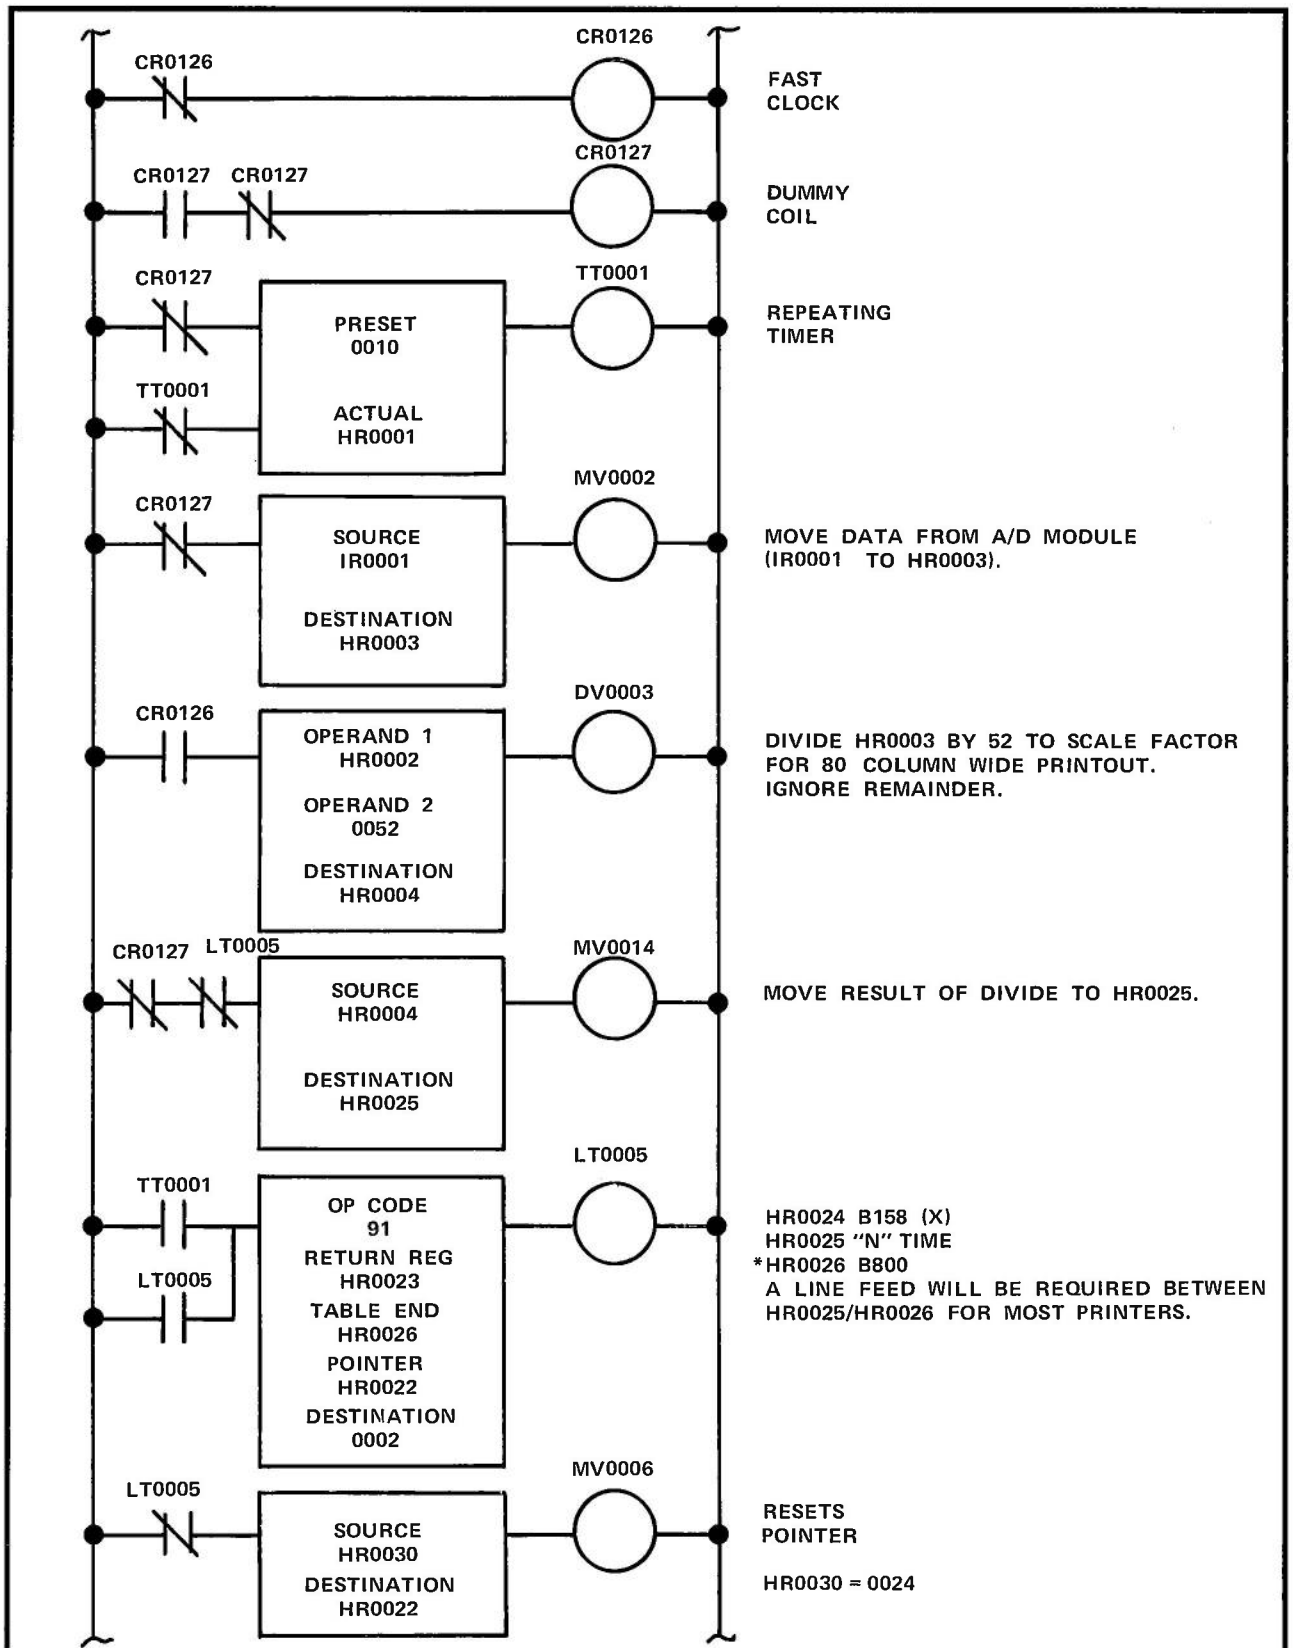 CR0126
CR0126
FAST
CLOCK
CR0127
CR0127
CR0127
DUMMY
COIL
CR0127
TT0001
PRESET
0010
REPEATING
TIMER
TT0001
ACTUAL
HR0001
CR0127
MV0002
SOURCE
IR0001
MOVE DATA FROM A/D MODULE
(IR0001 TO HR0003).
DESTINATION
HR0003
CR0126
DV0003
OPERAND 1
HR0002
DIVIDE HR0003 BY 52 TO SCALE FACTOR
FOR 80 COLUMN WIDE PRINTOUT.
IGNORE REMAINDER.
OPERAND 2
0052
DESTINATION
HR0004
CR0127 LT0005
MV0014
SOURCE
HR0004
MOVE RESULT OF DIVIDE TO HR0025.
DESTINATION
HR0025
TT0001
LT0005
OP CODE
91
RETURN REG
HR0023
LT0005
TABLE END
HR0026
POINTER
HR0022
DESTINATION
0002
HR0024 B158 (X)
HR0025 "N" TIME
*HR0026 B800
A LINE FEED WILL BE REQUIRED BETWEEN
HR0025/HR0026 FOR MOST PRINTERS.
LT0005
MV0006
SOURCE
HR0030
DESTINATION
HR0022
RESETS
POINTER
HR0030 = 0024